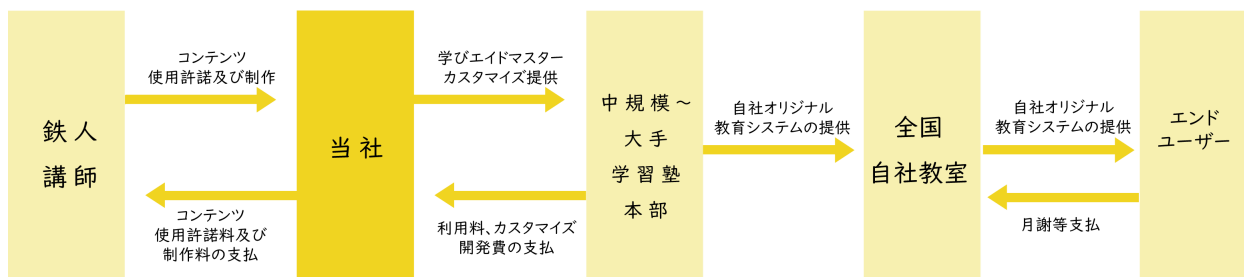 鉄人
講師
コンテンツ
使用許諾及び制作
コンテンツ
使用許諾料及び
制作料の支払
当社
学びエイドマスター
カスタマイズ提供
利用料、カスタマイズ
開発費の支払
中規模～
大手
学習塾
本部
自社オリジナル
教育システムの提供
全国
自社教室
自社オリジナル
教育システムの提供
月謝等支払
エンド
ユーザー